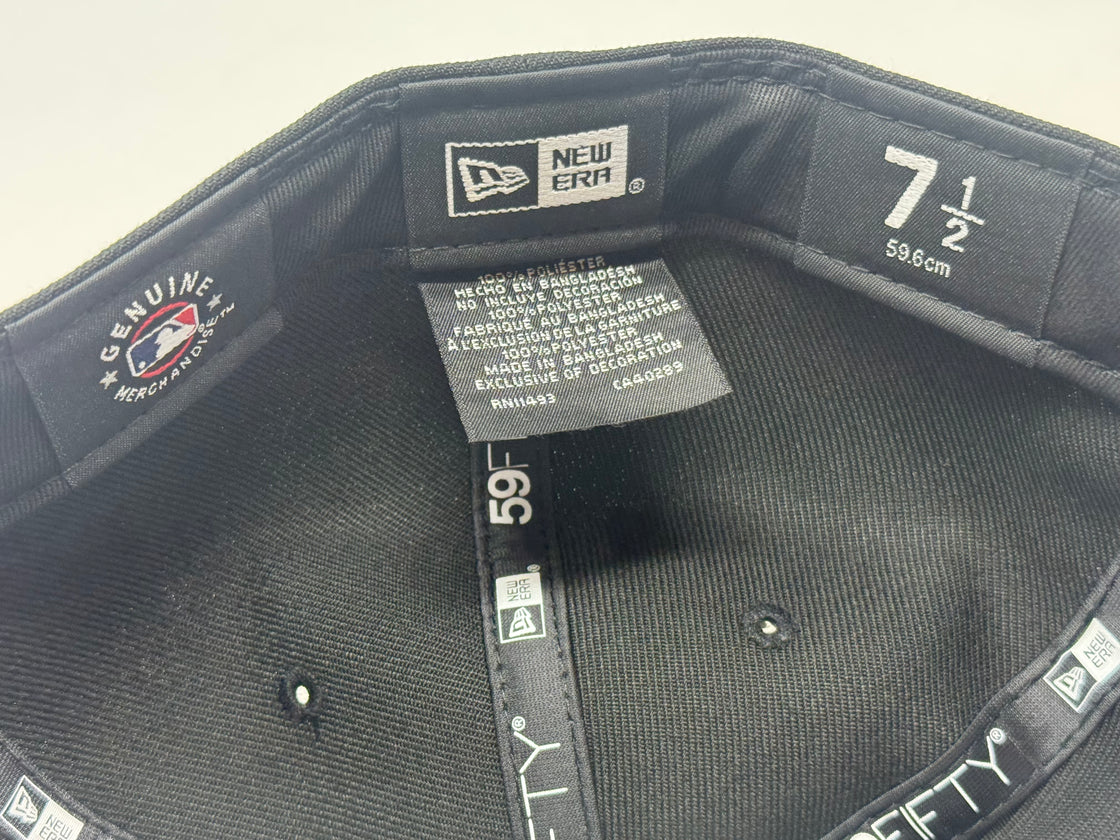 GENUINE
MERCHANDISE™
®
NEW
ERA
®
7 1/2
59.6cm
100% POLIÉSTER
HECHO EN BANGLADESH
NO INCLUYE DECORACIÓN
100% POLYESTER
FABRIQUÉ AU BANGLADESH
À L'EXCLUSION DE LA GARNITURE
100% POLYESTER
MADE IN BANGLADESH
EXCLUSIVE OF DECORATION
RN11493 CA40289
59F
NEW
ERA
®
FTY®
NEW
ERA
NEW
ERA
FIFTY®